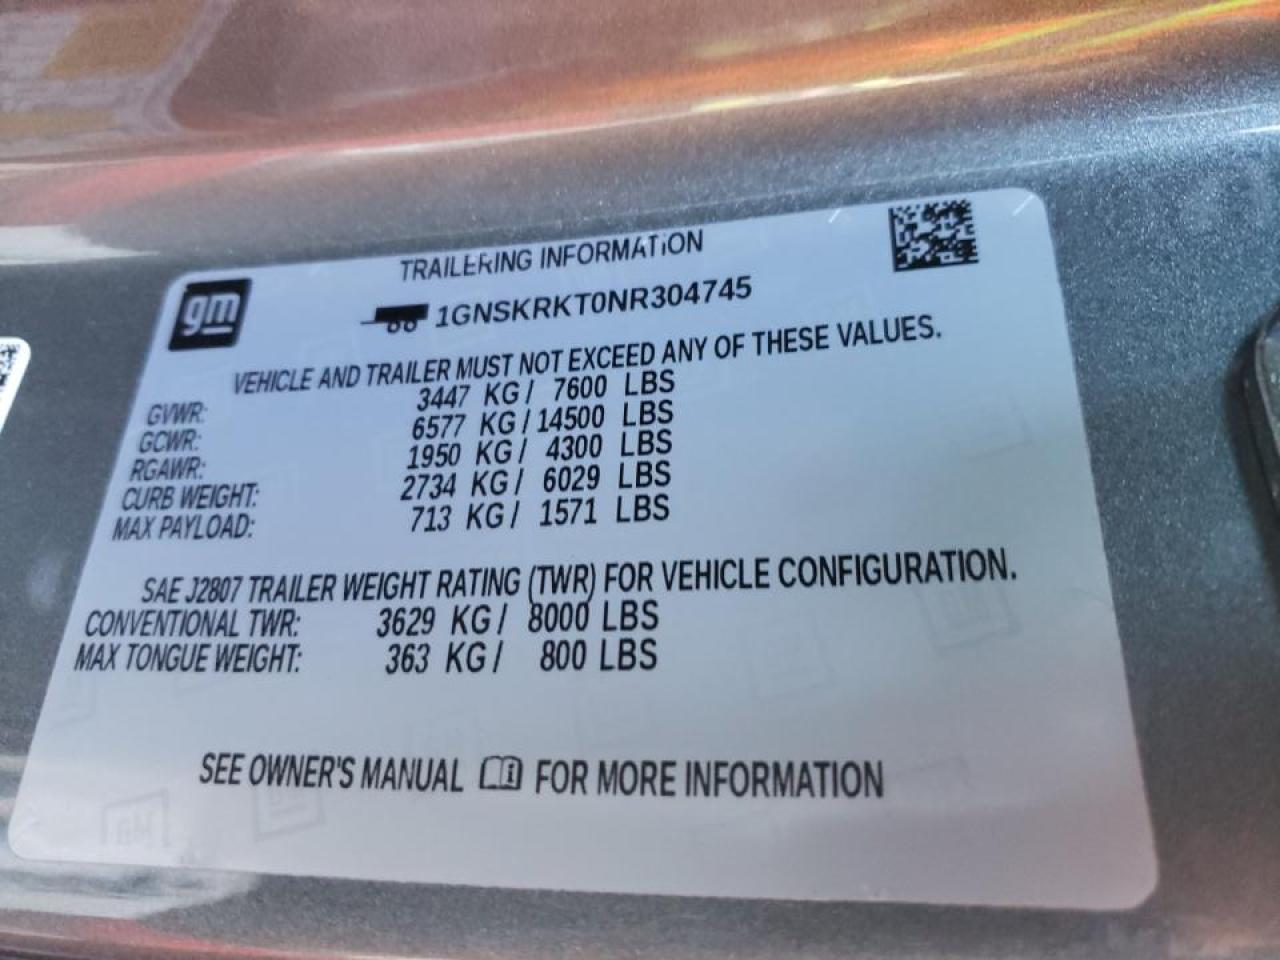 gm
TRAILERING INFORMATION
1GNSKRKT0NR304745
VEHICLE AND TRAILER MUST NOT EXCEED ANY OF THESE VALUES.
GVWR: 3447 KG / 7600 LBS
GCWR: 6577 KG / 14500 LBS
RGAWR: 1950 KG / 4300 LBS
CURB WEIGHT: 2734 KG / 6029 LBS
MAX PAYLOAD: 713 KG / 1571 LBS
SAE J2807 TRAILER WEIGHT RATING (TWR) FOR VEHICLE CONFIGURATION.
CONVENTIONAL TWR: 3629 KG / 8000 LBS
MAX TONGUE WEIGHT: 363 KG / 800 LBS
SEE OWNER'S MANUAL i FOR MORE INFORMATION
GM